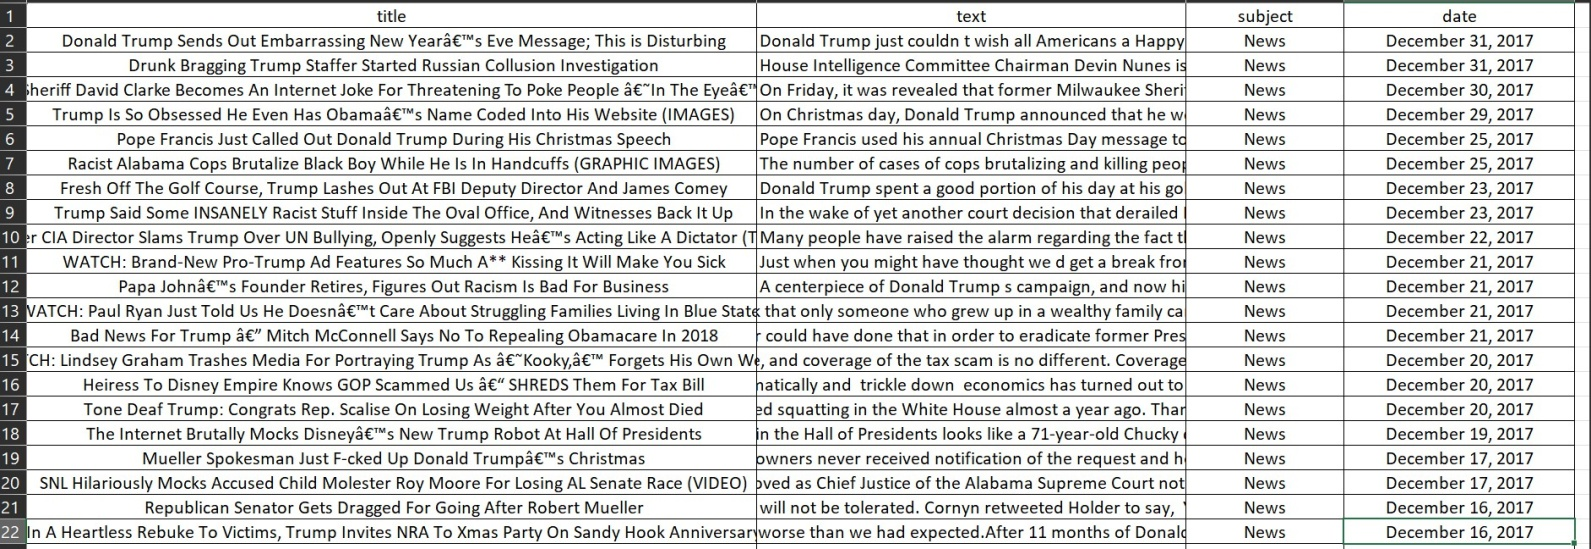 1 title text subject date
2 Donald Trump Sends Out Embarrassing New Yearâ€™s Eve Message; This is Disturbing Donald Trump just couldn t wish all Americans a Happy News December 31, 2017
3 Drunk Bragging Trump Staffer Started Russian Collusion Investigation House Intelligence Committee Chairman Devin Nunes is News December 31, 2017
4 Sheriff David Clarke Becomes An Internet Joke For Threatening To Poke People â€˜In The Eyeâ€™ On Friday, it was revealed that former Milwaukee Sheri News December 30, 2017
5 Trump Is So Obsessed He Even Has Obamaâ€™s Name Coded Into His Website (IMAGES) On Christmas day, Donald Trump announced that he w News December 29, 2017
6 Pope Francis Just Called Out Donald Trump During His Christmas Speech Pope Francis used his annual Christmas Day message to News December 25, 2017
7 Racist Alabama Cops Brutalize Black Boy While He Is In Handcuffs (GRAPHIC IMAGES) The number of cases of cops brutalizing and killing peop News December 25, 2017
8 Fresh Off The Golf Course, Trump Lashes Out At FBI Deputy Director And James Comey Donald Trump spent a good portion of his day at his go News December 23, 2017
9 Trump Said Some INSANELY Racist Stuff Inside The Oval Office, And Witnesses Back It Up In the wake of yet another court decision that derailed News December 23, 2017
10 er CIA Director Slams Trump Over UN Bullying, Openly Suggests Heâ€™s Acting Like A Dictator (T Many people have raised the alarm regarding the fact th News December 22, 2017
11 WATCH: Brand-New Pro-Trump Ad Features So Much A** Kissing It Will Make You Sick Just when you might have thought we d get a break from News December 21, 2017
12 Papa Johnâ€™s Founder Retires, Figures Out Racism Is Bad For Business A centerpiece of Donald Trump s campaign, and now hi News December 21, 2017
13 WATCH: Paul Ryan Just Told Us He Doesnâ€™t Care About Struggling Families Living In Blue State that only someone who grew up in a wealthy family ca News December 21, 2017
14 Bad News For Trump â€” Mitch McConnell Says No To Repealing Obamacare In 2018 r could have done that in order to eradicate former Pres News December 21, 2017
15 CH: Lindsey Graham Trashes Media For Portraying Trump As â€˜Kooky,â€™ Forgets His Own W e, and coverage of the tax scam is no different. Coverage News December 20, 2017
16 Heiress To Disney Empire Knows GOP Scammed Us â€“ SHREDS Them For Tax Bill matically and trickle down economics has turned out to News December 20, 2017
17 Tone Deaf Trump: Congrats Rep. Scalise On Losing Weight After You Almost Died ed squatting in the White House almost a year ago. Than News December 20, 2017
18 The Internet Brutally Mocks Disneyâ€™s New Trump Robot At Hall Of Presidents in the Hall of Presidents looks like a 71-year-old Chucky News December 19, 2017
19 Mueller Spokesman Just F-cked Up Donald Trumpâ€™s Christmas owners never received notification of the request and h News December 17, 2017
20 SNL Hilariously Mocks Accused Child Molester Roy Moore For Losing AL Senate Race (VIDEO) oved as Chief Justice of the Alabama Supreme Court not News December 17, 2017
21 Republican Senator Gets Dragged For Going After Robert Mueller will not be tolerated. Cornyn retweeted Holder to say, News December 16, 2017
22 In A Heartless Rebuke To Victims, Trump Invites NRA To Xmas Party On Sandy Hook Anniversary worse than we had expected.After 11 months of Donald News December 16, 2017